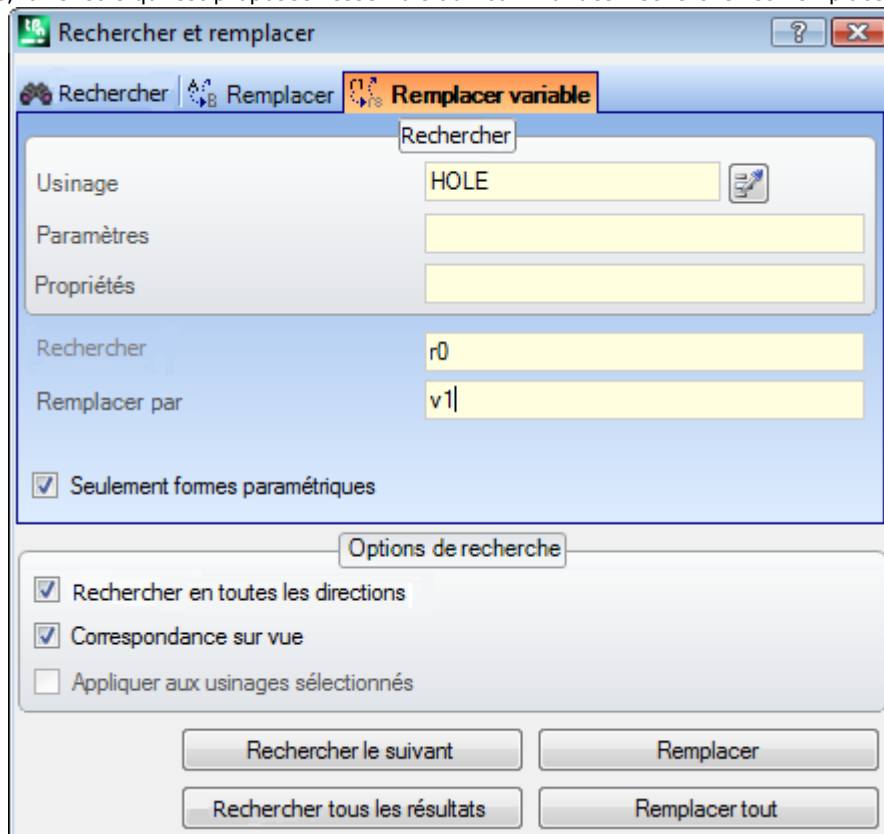 Rechercher et remplacer
Rechercher Remplacer Remplacer variable
Rechercher
Usinage HOLE
Paramètres
Propriétés
Rechercher r0
Remplacer par v1
Seulement formes paramétriques
Options de recherche
Rechercher en toutes les directions
Correspondance sur vue
Appliquer aux usinages sélectionnés
Rechercher le suivant Remplacer
Rechercher tous les résultats Remplacer tout